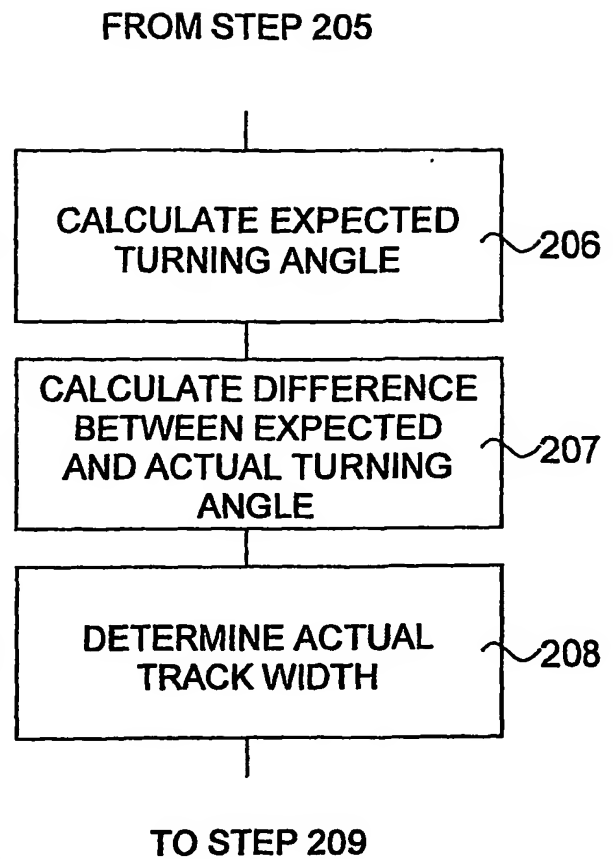 FROM STEP 205
CALCULATE EXPECTED
TURNING ANGLE
206
CALCULATE DIFFERENCE
BETWEEN EXPECTED
AND ACTUAL TURNING
ANGLE
207
DETERMINE ACTUAL
TRACK WIDTH
208
TO STEP 209